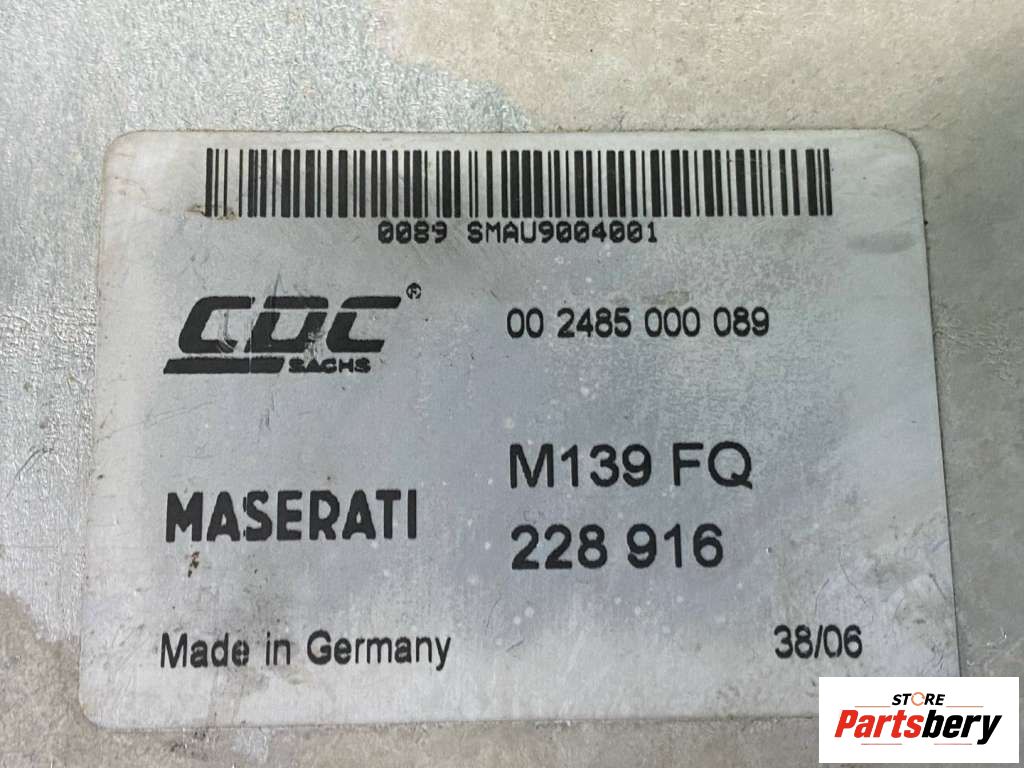 0089 SMAU9004001
CDC®
SACHS
00 2485 000 089
M139 FQ
MASERATI
228 916
Made in Germany
38/06
STORE
Partsbery